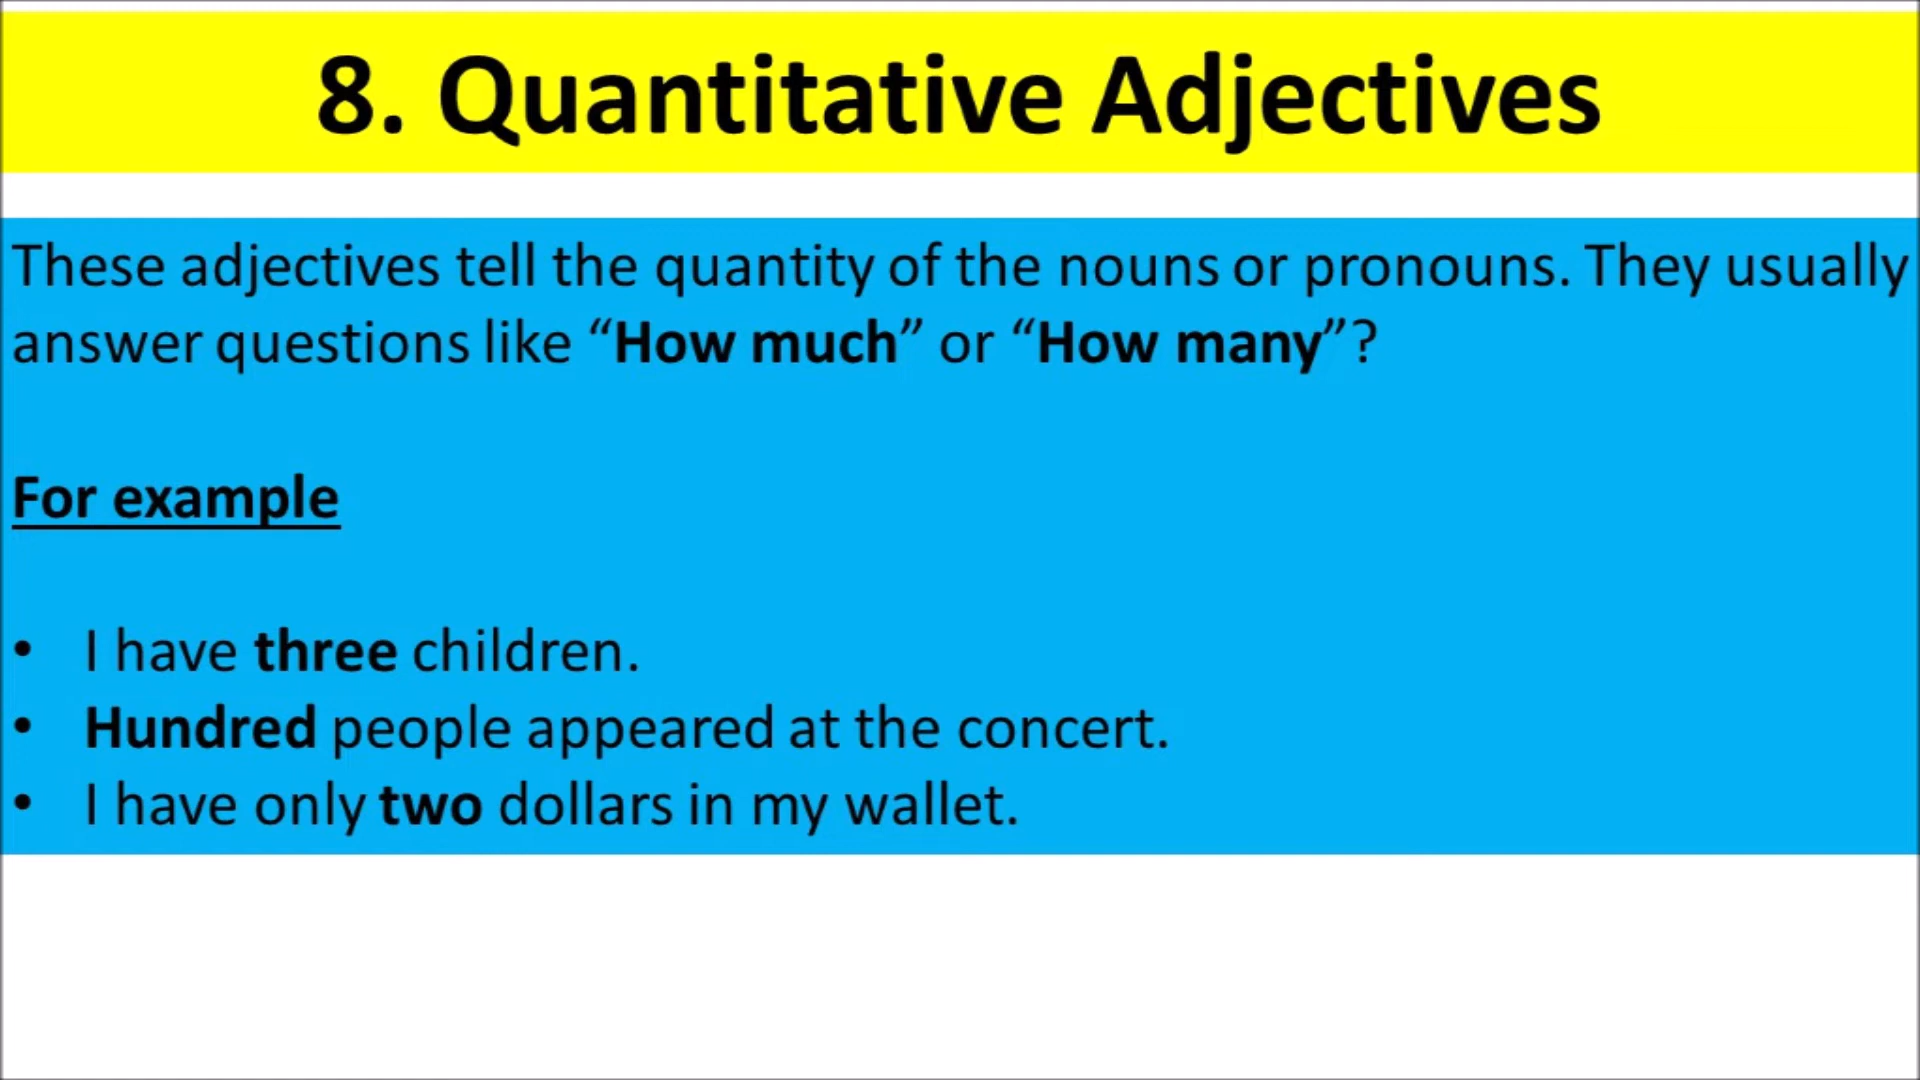 8. Quantitative Adjectives
These adjectives tell the quantity of the nouns or pronouns. They usually
answer questions like “How much” or “How many”?
For example
• I have three children.
• Hundred people appeared at the concert.
• I have only two dollars in my wallet.